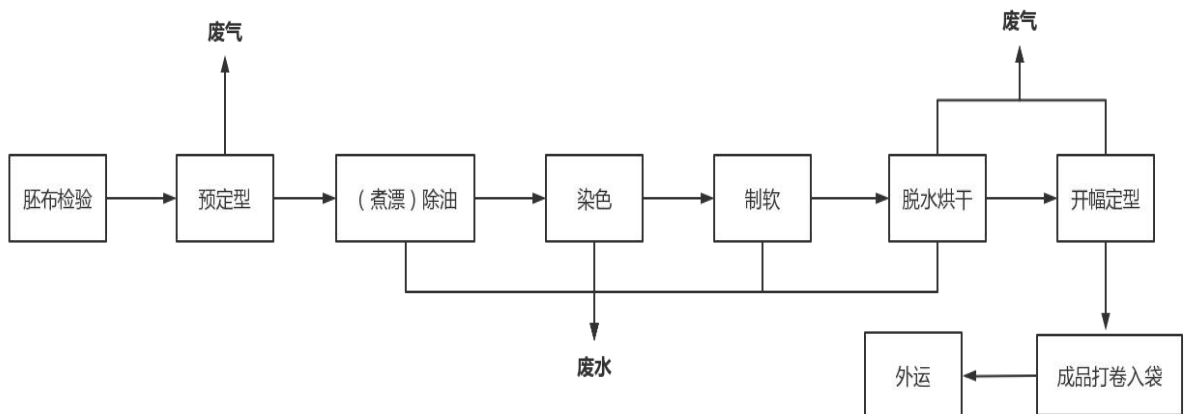 废气
废气
胚布检验
预定型
（煮漂）除油
染色
制软
脱水烘干
开幅定型
废水
外运
成品打卷入袋